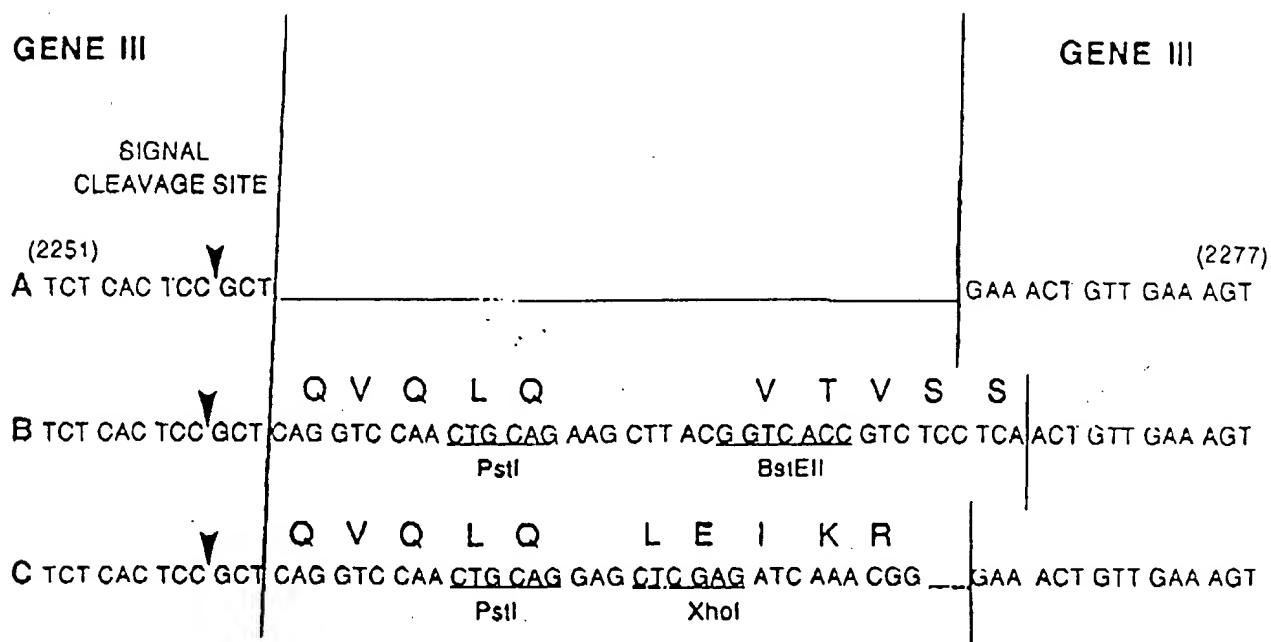 GENE III GENE III
SIGNAL
CLEAVAGE SITE
(2251) (2277)
A TCT CAC TCC GCT GAA ACT GTT GAA AGT
Q V Q L Q V T V S S
B TCT CAC TCC GCT CAG GTC CAA CTG CAG AAG CTT ACG GTC ACC GTC TCC TCA ACT GTT GAA AGT
PstI BstEII
Q V Q L Q L E I K R
C TCT CAC TCC GCT CAG GTC CAA CTG CAG GAG CTC GAG ATC AAA CGG GAA ACT GTT GAA AGT
PstI XhoI